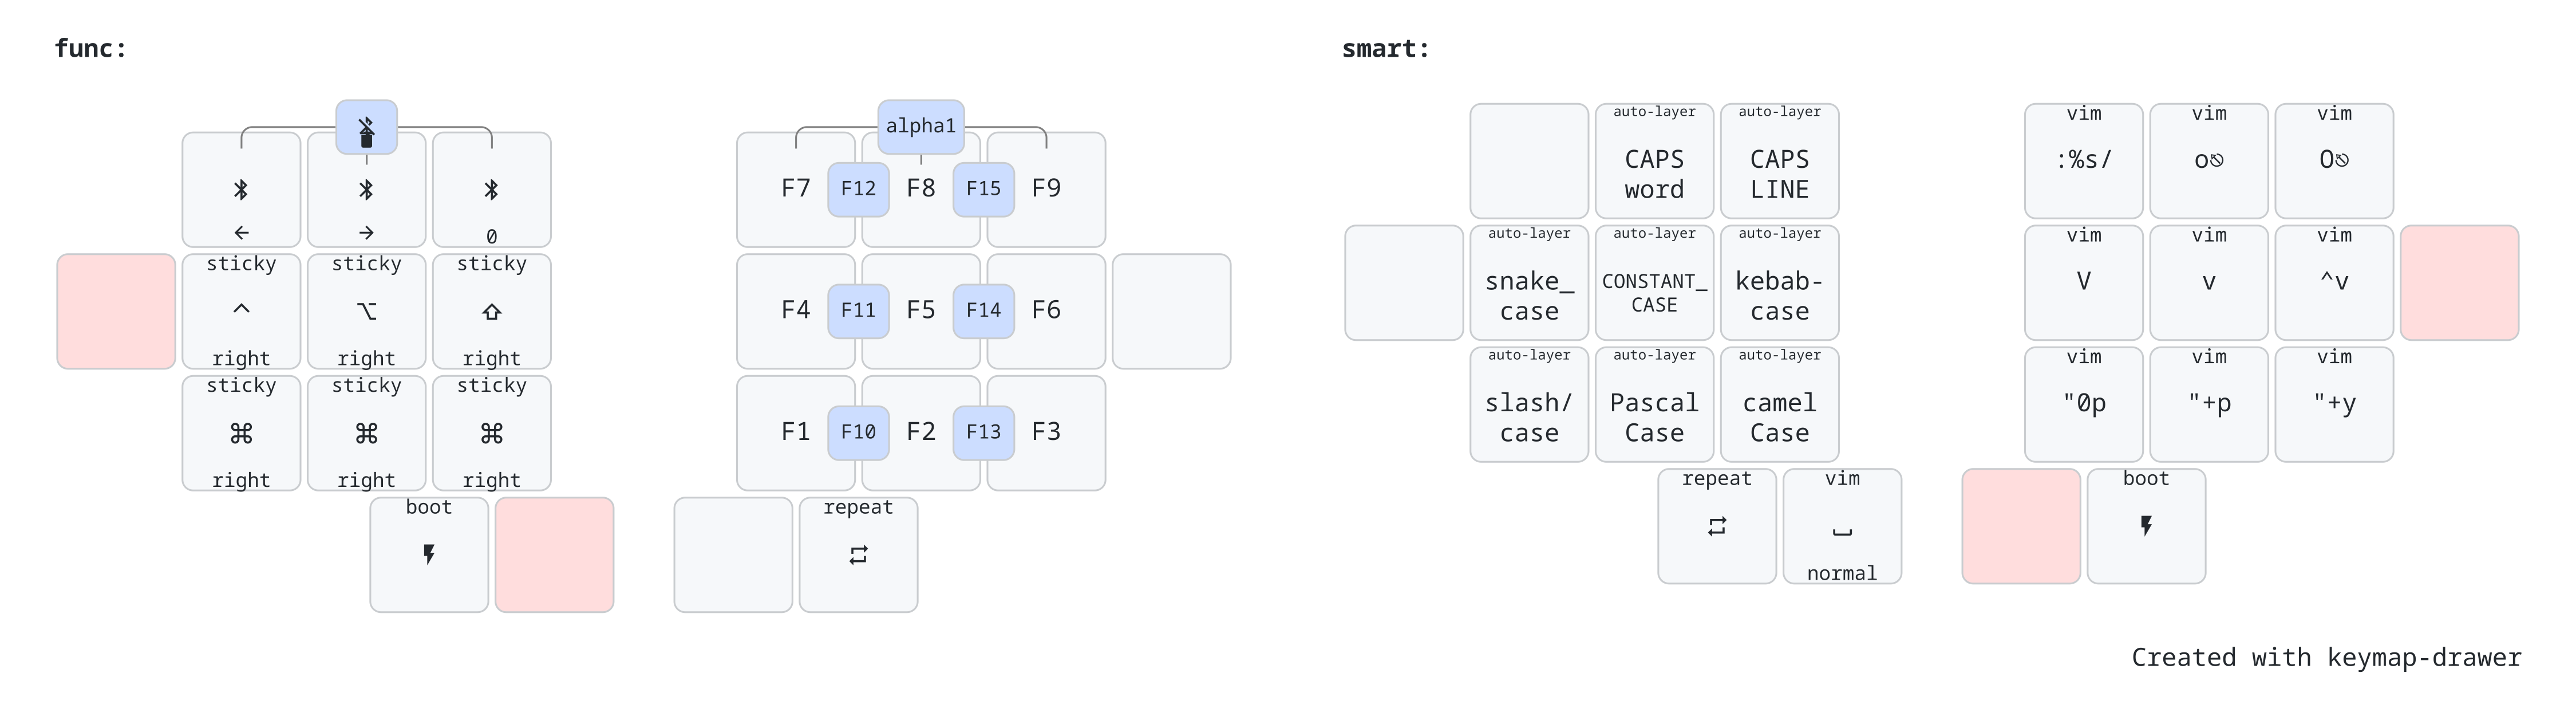 func:
smart:
alpha1
F7 F12 F8 F15 F9
0
sticky sticky sticky
^
right right right
F4 F11 F5 F14 F6
sticky sticky sticky
right right right
F1 F10 F2 F13 F3
boot
repeat
auto-layer auto-layer
CAPS CAPS
word LINE
vim vim vim
:%s/ o⎋ O⎋
auto-layer auto-layer auto-layer
snake_ CONSTANT_ kebab-
case CASE case
vim vim vim
V v ^v
auto-layer auto-layer auto-layer
slash/ Pascal camel
case Case Case
vim vim vim
"0p "+p "+y
repeat vim boot
normal
Created with keymap-drawer